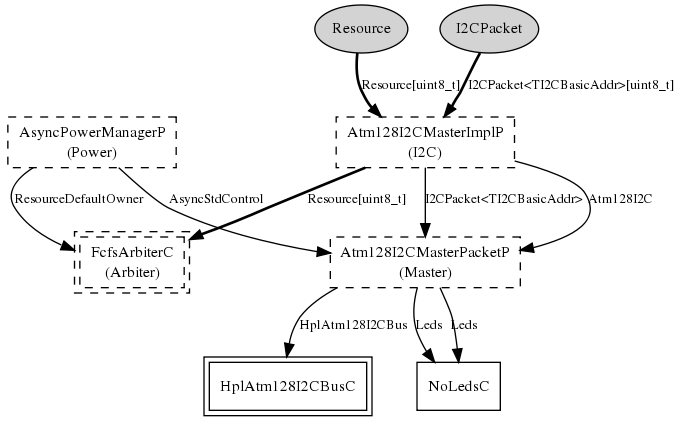 Resource
I2CPacket
Resource[uint8_t]
I2CPacket<TI2CBasicAddr>[uint8_t]
AsyncPowerManagerP
(Power)
Atm128I2CMasterImplP
(I2C)
ResourceDefaultOwner
AsyncStdControl
Resource[uint8_t]
I2CPacket<TI2CBasicAddr>
Atm128I2C
FcfsArbiterC
(Arbiter)
Atm128I2CMasterPacketP
(Master)
HplAtm128I2CBus
Leds
Leds
HplAtm128I2CBusC
NoLedsC